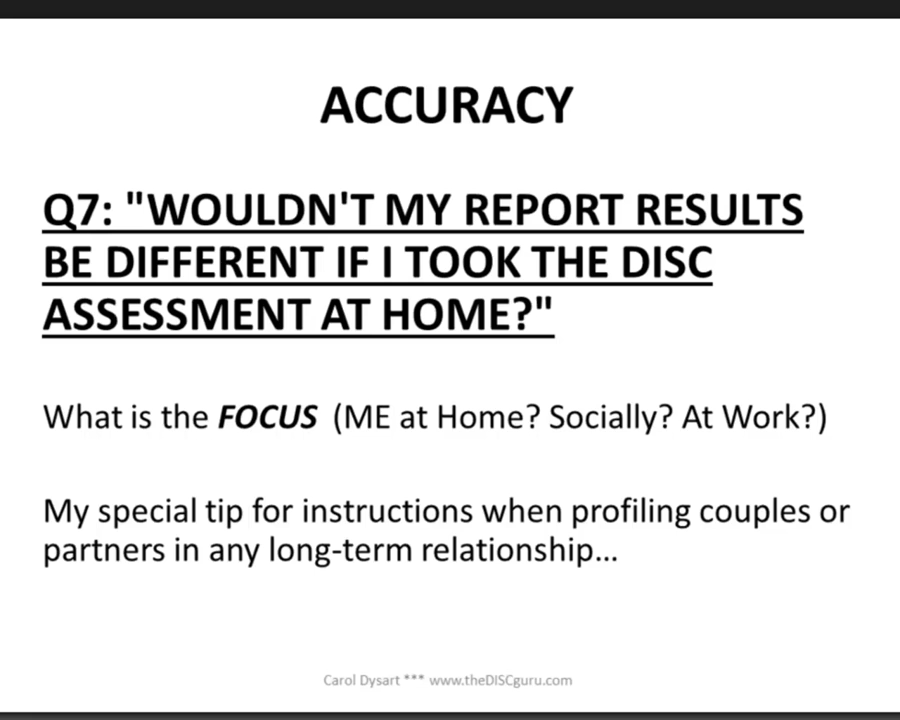 ACCURACY
Q7: "WOULDN'T MY REPORT RESULTS
BE DIFFERENT IF I TOOK THE DISC
ASSESSMENT AT HOME?"
What is the FOCUS (ME at Home? Socially? At Work?)
My special tip for instructions when profiling couples or
partners in any long-term relationship...
Carol Dysart *** www.theDISCguru.com